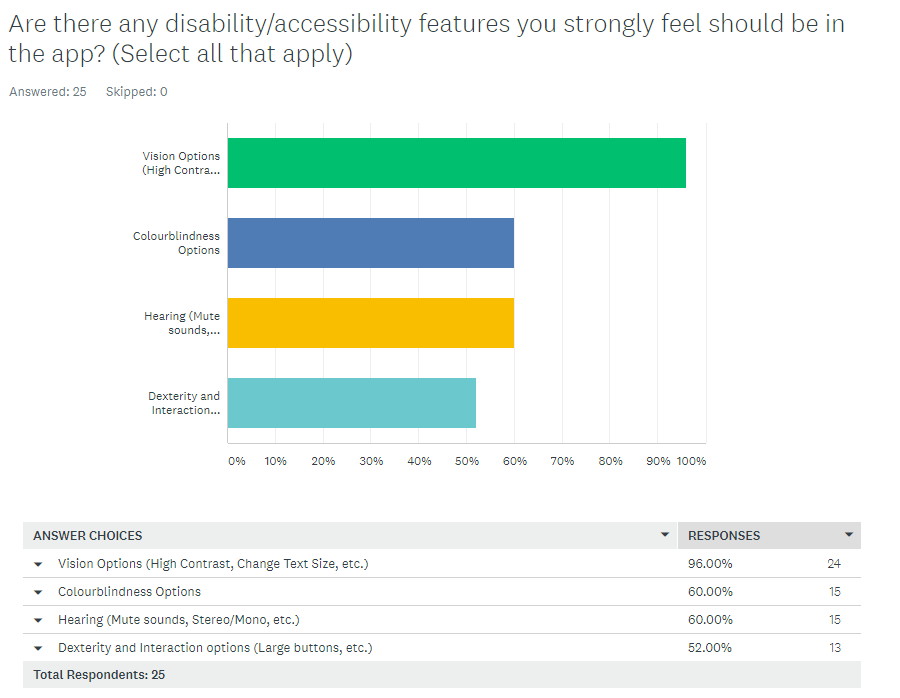 Are there any disability/accessibility features you strongly feel should be in
the app? (Select all that apply)
Answered: 25 Skipped: 0
Vision Options
(High Contra...
Colourblindness
Options
Hearing (Mute
sounds,...
Dexterity and
Interaction...
0% 10% 20% 30% 40% 50% 60% 70% 80% 90% 100%
ANSWER CHOICES RESPONSES
Vision Options (High Contrast, Change Text Size, etc.) 96.00% 24
Colourblindness Options 60.00% 15
Hearing (Mute sounds, Stereo/Mono, etc.) 60.00% 15
Dexterity and Interaction options (Large buttons, etc.) 52.00% 13
Total Respondents: 25